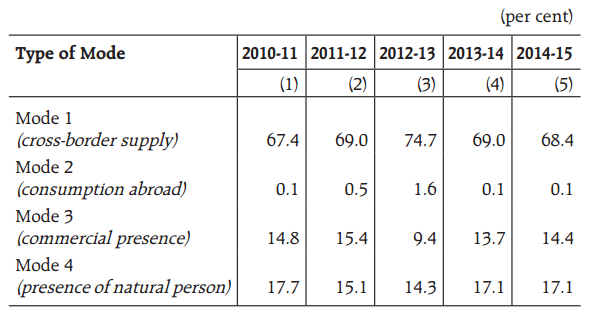 (per cent)
Type of Mode 2010-11 2011-12 2012-13 2013-14 2014-15
(1) (2) (3) (4) (5)
Mode 1
(cross-border supply) 67.4 69.0 74.7 69.0 68.4
Mode 2
(consumption abroad) 0.1 0.5 1.6 0.1 0.1
Mode 3
(commercial presence) 14.8 15.4 9.4 13.7 14.4
Mode 4
(presence of natural person) 17.7 15.1 14.3 17.1 17.1